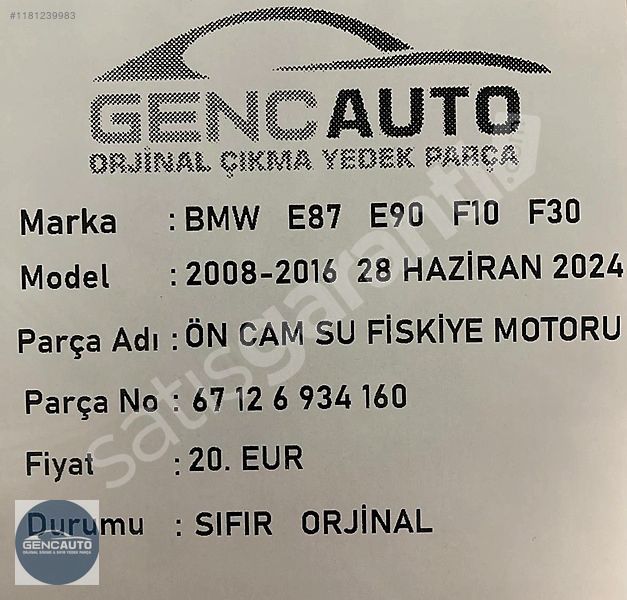 #1181239983
GENCAUTO
ORJİNAL ÇIKMA YEDEK PARÇA
Marka : BMW E87 E90 F10 F30
Model : 2008-2016 28 HAZİRAN 2024
Parça Adı : ÖN CAM SU FİSKİYE MOTORU
Parça No : 67 12 6 934 160
Fiyat : 20. EUR
Durumu : SIFIR ORJİNAL
satışgaranti
GENCAUTO